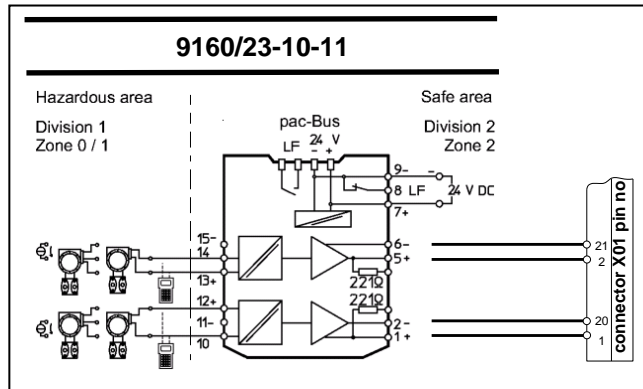 9160/23-10-11
Hazardous area
Safe area
Division 1
Zone 0 / 1
pac-Bus
Division 2
Zone 2
LF 24 V
- +
9-
8 LF
7+
-
24 V DC
+
15-
14
13+
12+
11-
10
6-
5+
221Ω
221Ω
2-
1+
21
2
20
1
connector X01 pin no